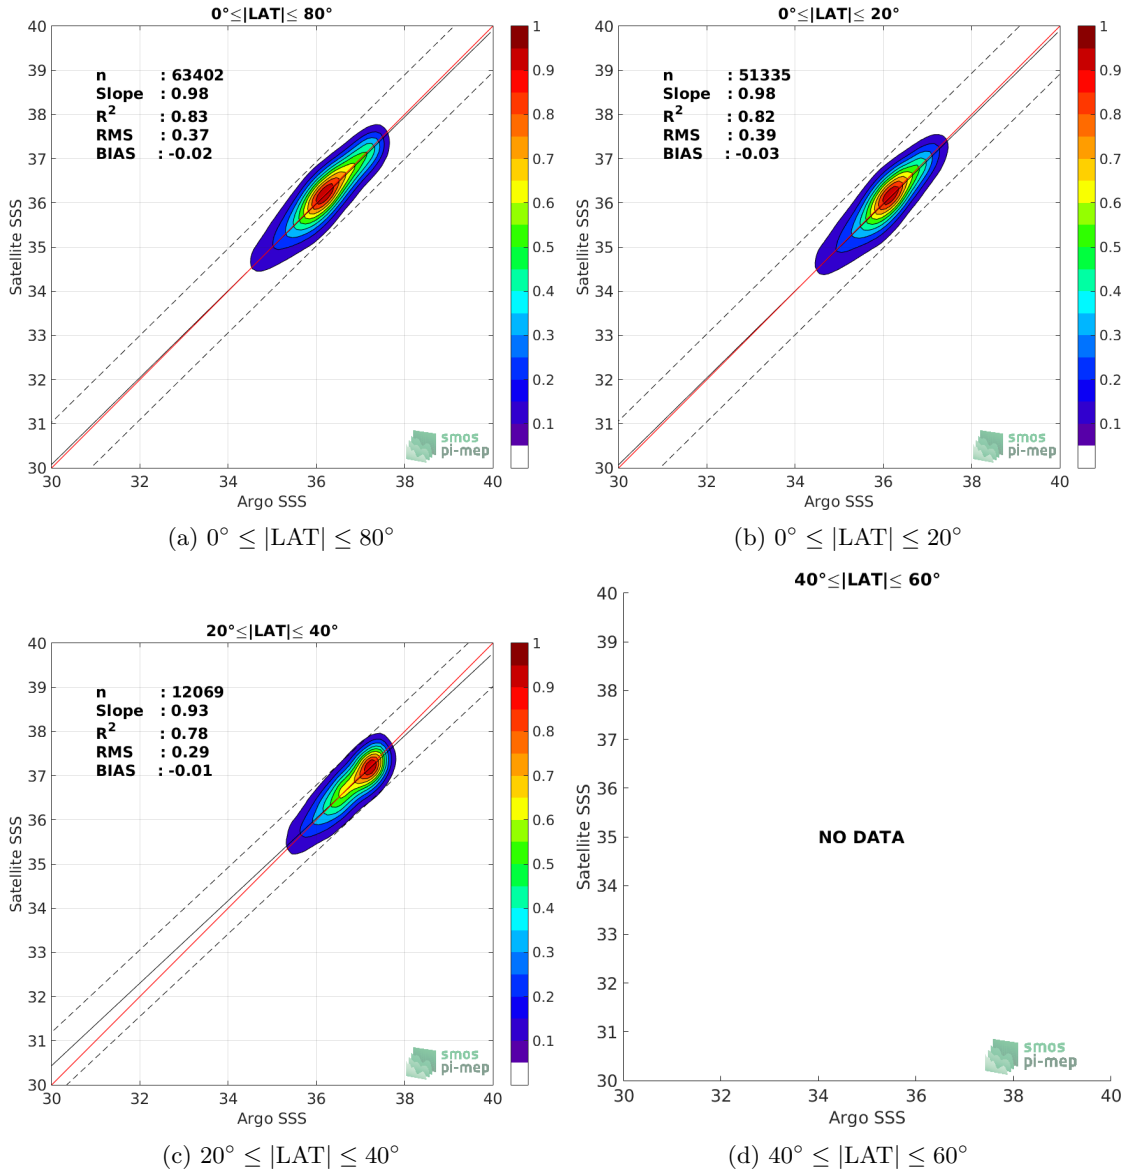 0°≤|LAT|≤ 80°
n : 63402
Slope : 0.98
R2 : 0.83
RMS : 0.37
BIAS : -0.02
40
39
38
37
36
35
34
33
32
31
30
Satellite SSS
30 32 34 36 38 40
Argo SSS
1
0.9
0.8
0.7
0.6
0.5
0.4
0.3
0.2
0.1
smos
pi-mep
(a) 0° ≤ |LAT| ≤ 80°
0°≤|LAT|≤ 20°
n : 51335
Slope : 0.98
R2 : 0.82
RMS : 0.39
BIAS : -0.03
40
39
38
37
36
35
34
33
32
31
30
Satellite SSS
30 32 34 36 38 40
Argo SSS
1
0.9
0.8
0.7
0.6
0.5
0.4
0.3
0.2
0.1
smos
pi-mep
(b) 0° ≤ |LAT| ≤ 20°
20°≤|LAT|≤ 40°
n : 12069
Slope : 0.93
R2 : 0.78
RMS : 0.29
BIAS : -0.01
40
39
38
37
36
35
34
33
32
31
30
Satellite SSS
30 32 34 36 38 40
Argo SSS
1
0.9
0.8
0.7
0.6
0.5
0.4
0.3
0.2
0.1
smos
pi-mep
(c) 20° ≤ |LAT| ≤ 40°
40°≤|LAT|≤ 60°
40
39
38
37
36
35
34
33
32
31
30
Satellite SSS
NO DATA
30 32 34 36 38 40
Argo SSS
smos
pi-mep
(d) 40° ≤ |LAT| ≤ 60°